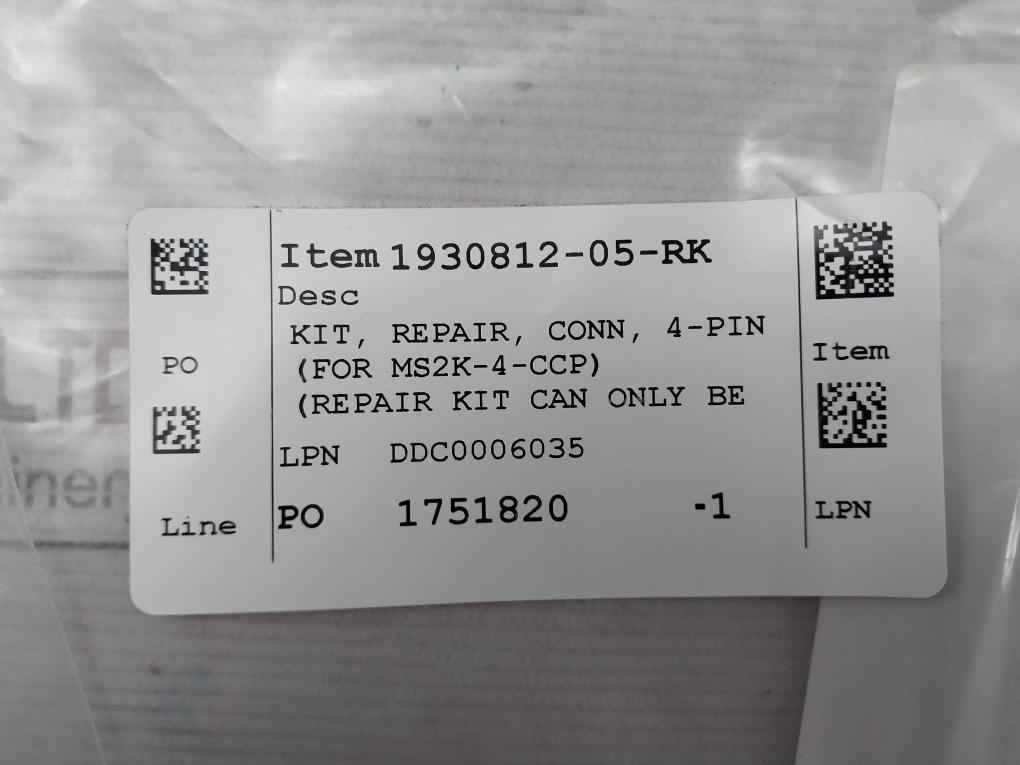 Item 1930812-05-RK
Desc
KIT, REPAIR, CONN, 4-PIN
(FOR MS2K-4-CCP)
(REPAIR KIT CAN ONLY BE
LPN DDC0006035
PO 1751820 -1
PO
Line
Item
LPN